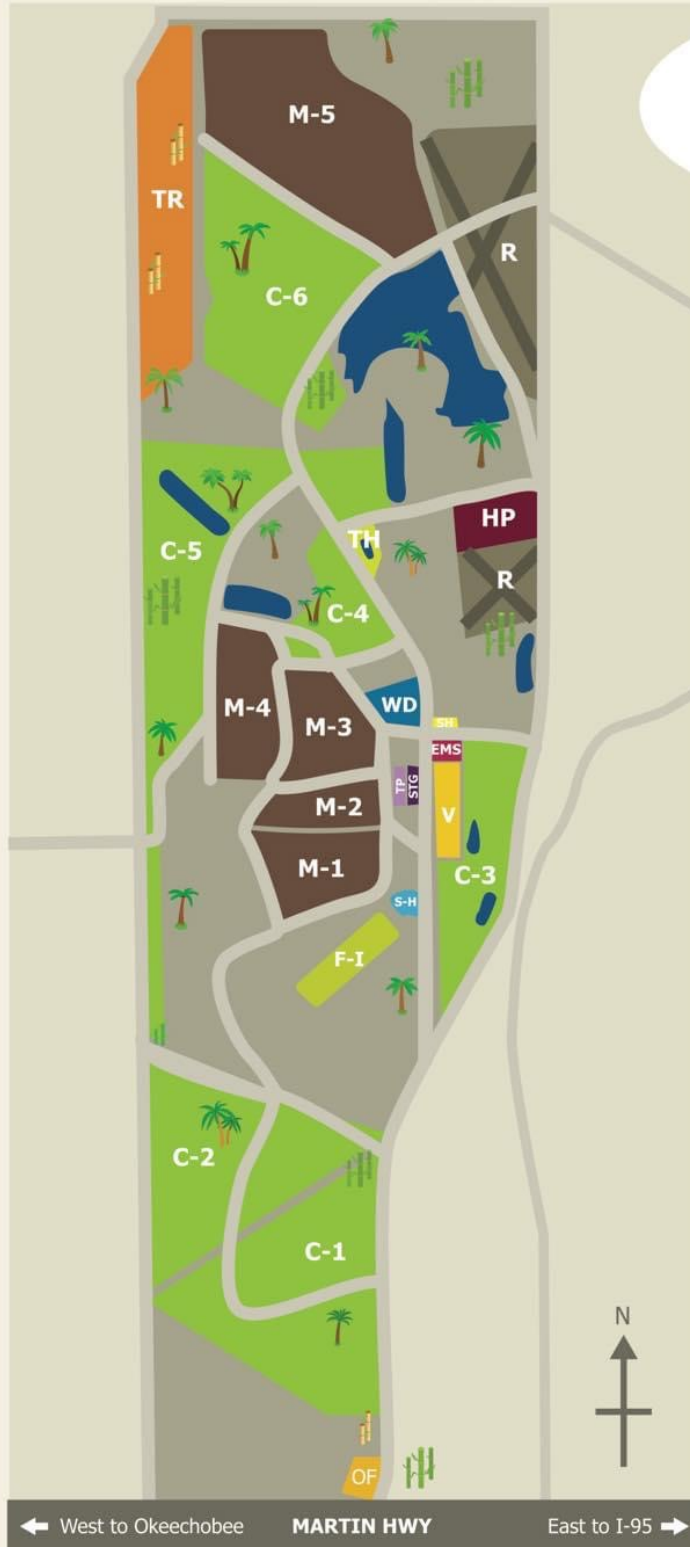 M-5
TR
R
C-6
HP
TH
C-5
R
C-4
M-4
WD
M-3
SH
EMS
TP
STG
M-2
V
M-1
C-3
S-H
F-I
C-2
C-1
N
OF
West to Okeechobee
MARTIN HWY
East to I-95